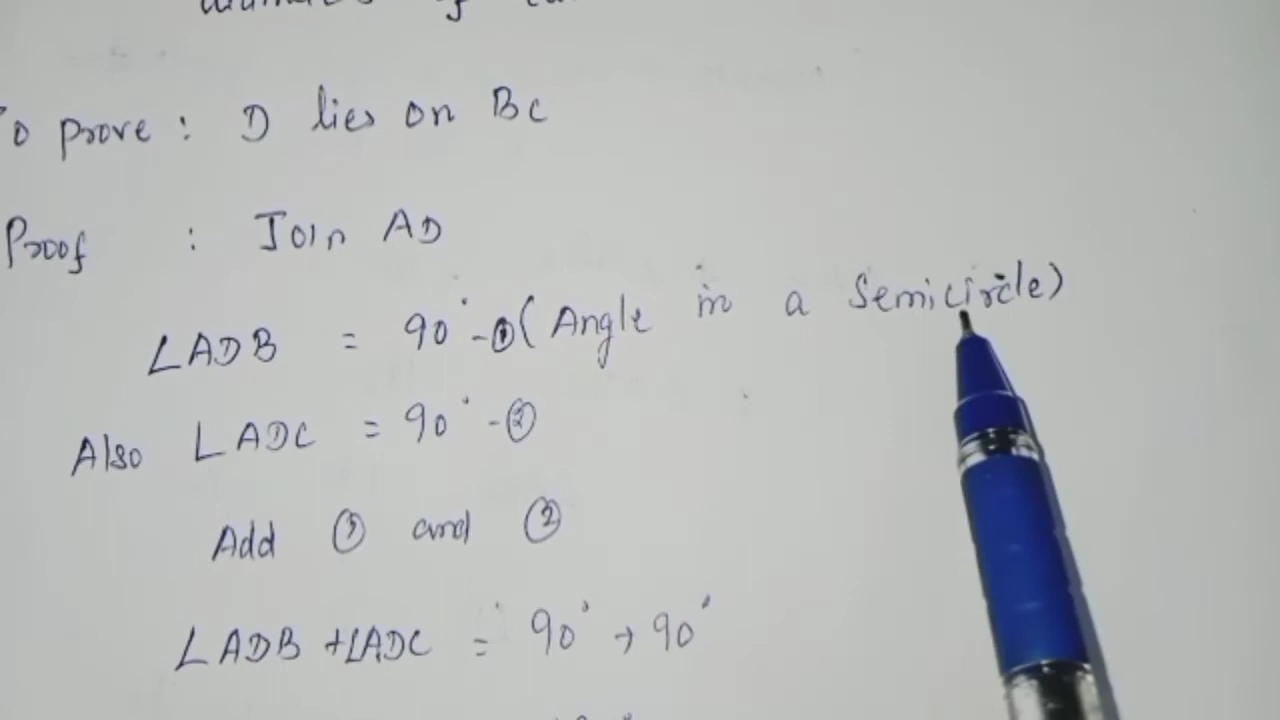 To prove : D lies on BC
Proof : Join AD
∠ADB = 90° -① (Angle in a Semicircle)
Also ∠ADC = 90° -②
Add ① and ②
∠ADB +∠ADC = 90° + 90°